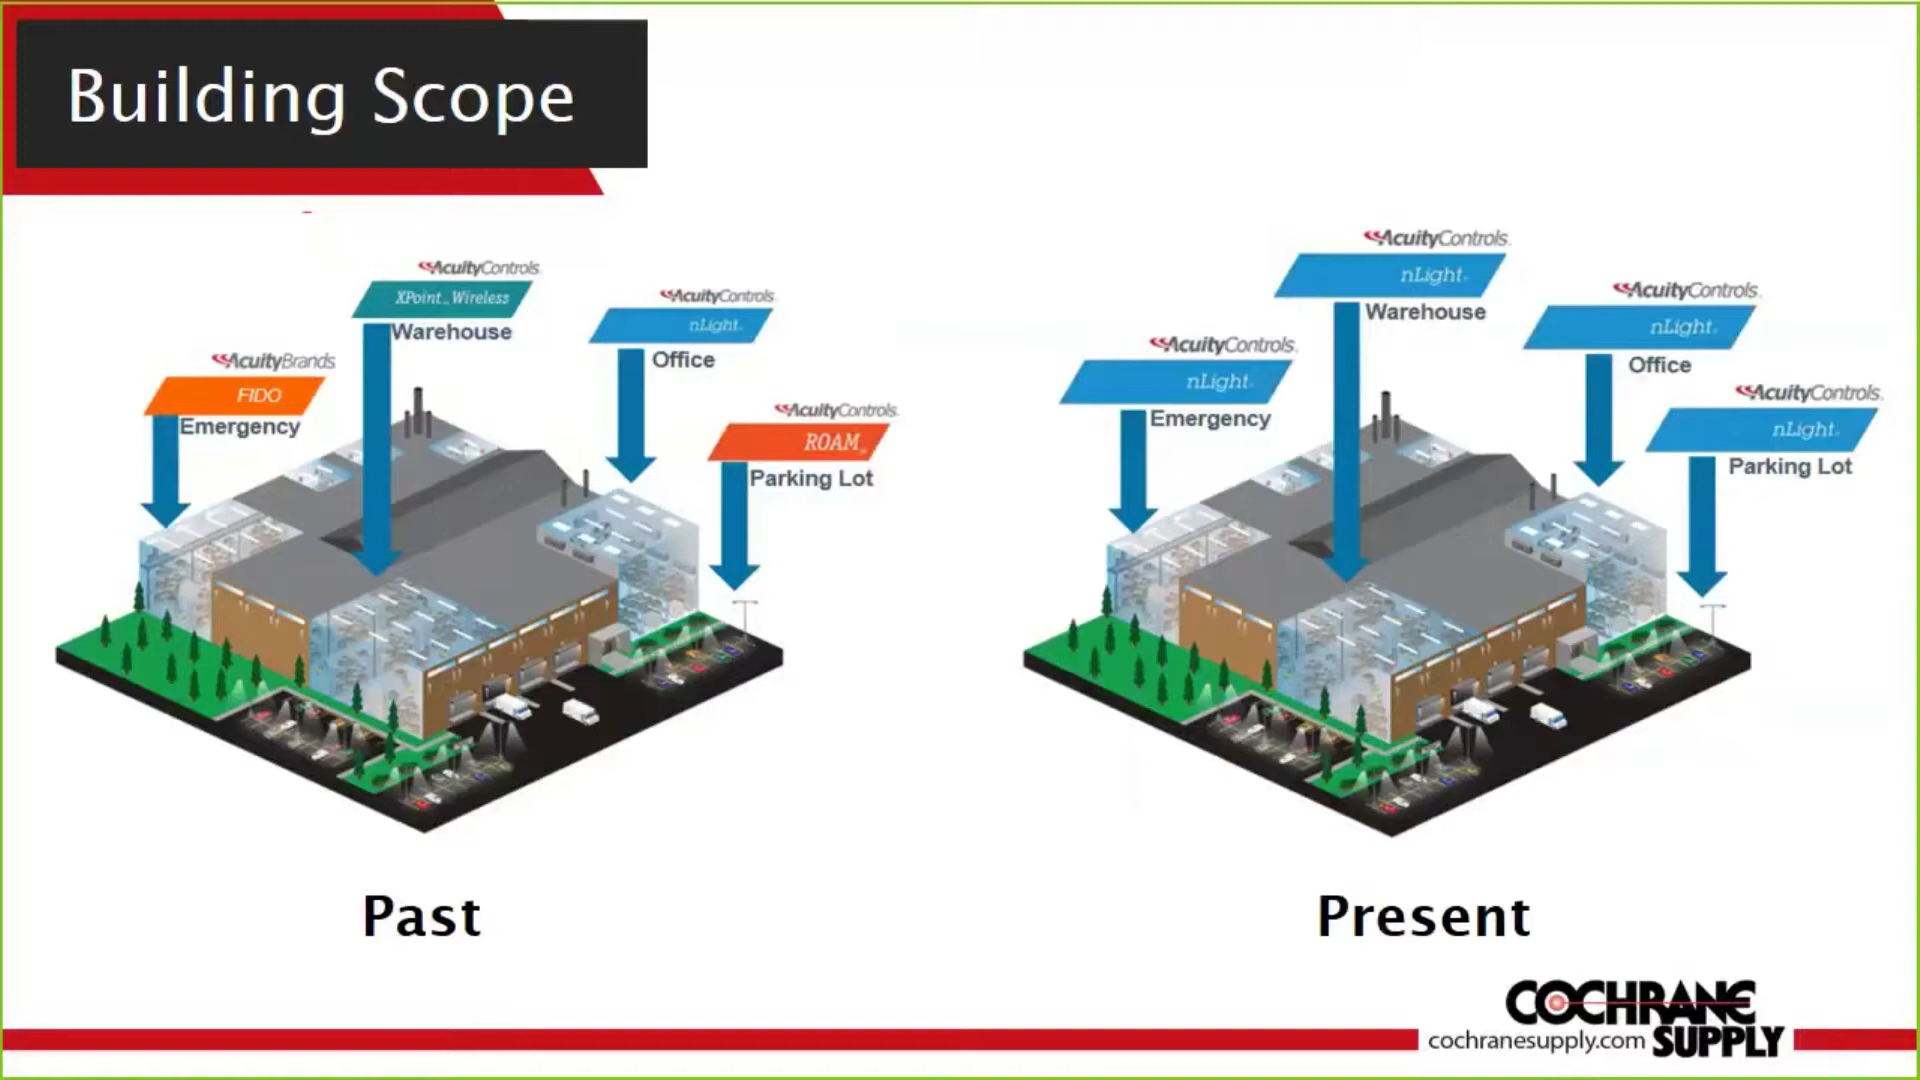 Building Scope
AcuityControls
XPoint Wireless
Warehouse
AcuityControls
nLight
Office
AcuityBrands
FIDO
Emergency
AcuityControls
ROAM
Parking Lot
Past
AcuityControls
nLight
Warehouse
AcuityControls
nLight
Office
AcuityControls
nLight
Emergency
AcuityControls
nLight
Parking Lot
Present
COCHRANE
SUPPLY
cochranesupply.com